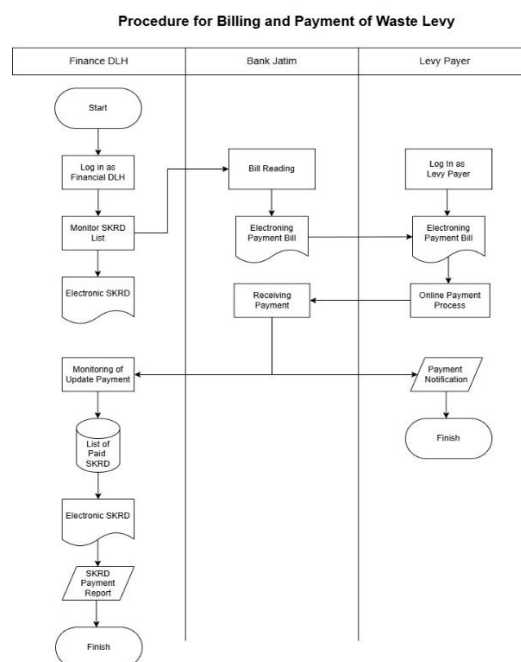 Procedure for Billing and Payment of Waste Levy
Finance DLH
Bank Jatim
Levy Payer
Start
Log in as
Financial DLH
Bill Reading
Log In as
Levy Payer
Monitor SKRD
List
Electroning
Payment Bill
Electroning
Payment Bill
Electronic SKRD
Receiving
Payment
Online Payment
Process
Monitoring of
Update Payment
Payment
Notification
List of
Paid
SKRD
Finish
Electronic SKRD
SKRD
Payment
Report
Finish